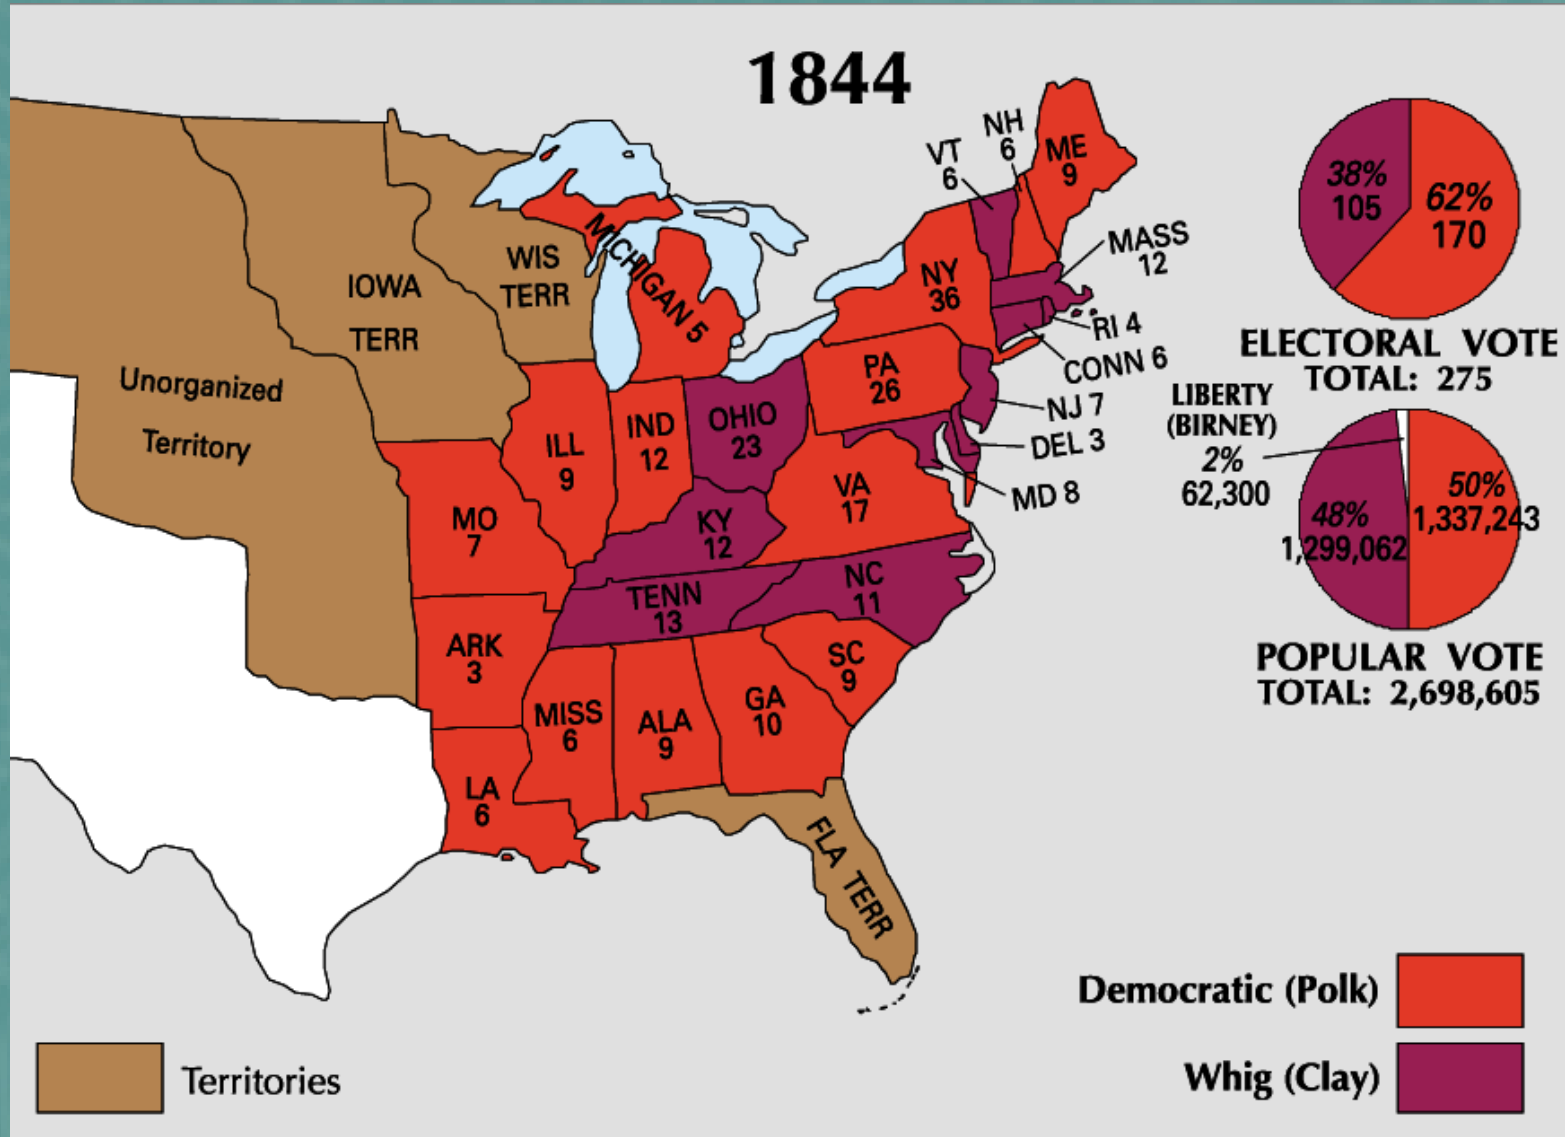 1844
NH
6
VT
6
ME
9
MASS
12
NY
36
RI 4
CONN 6
NJ 7
DEL 3
MD 8
PA
26
MICHIGAN 5
WIS
TERR
IOWA
TERR
Unorganized
Territory
ILL
9
IND
12
OHIO
23
VA
17
KY
12
MO
7
TENN
13
NC
11
ARK
3
SC
9
MISS
6
ALA
9
GA
10
LA
6
FLA TERR
38%
105
62%
170
ELECTORAL VOTE
TOTAL: 275
LIBERTY
(BIRNEY)
2%
62,300
48%
1,299,062
50%
1,337,243
POPULAR VOTE
TOTAL: 2,698,605
Democratic (Polk)
Whig (Clay)
Territories